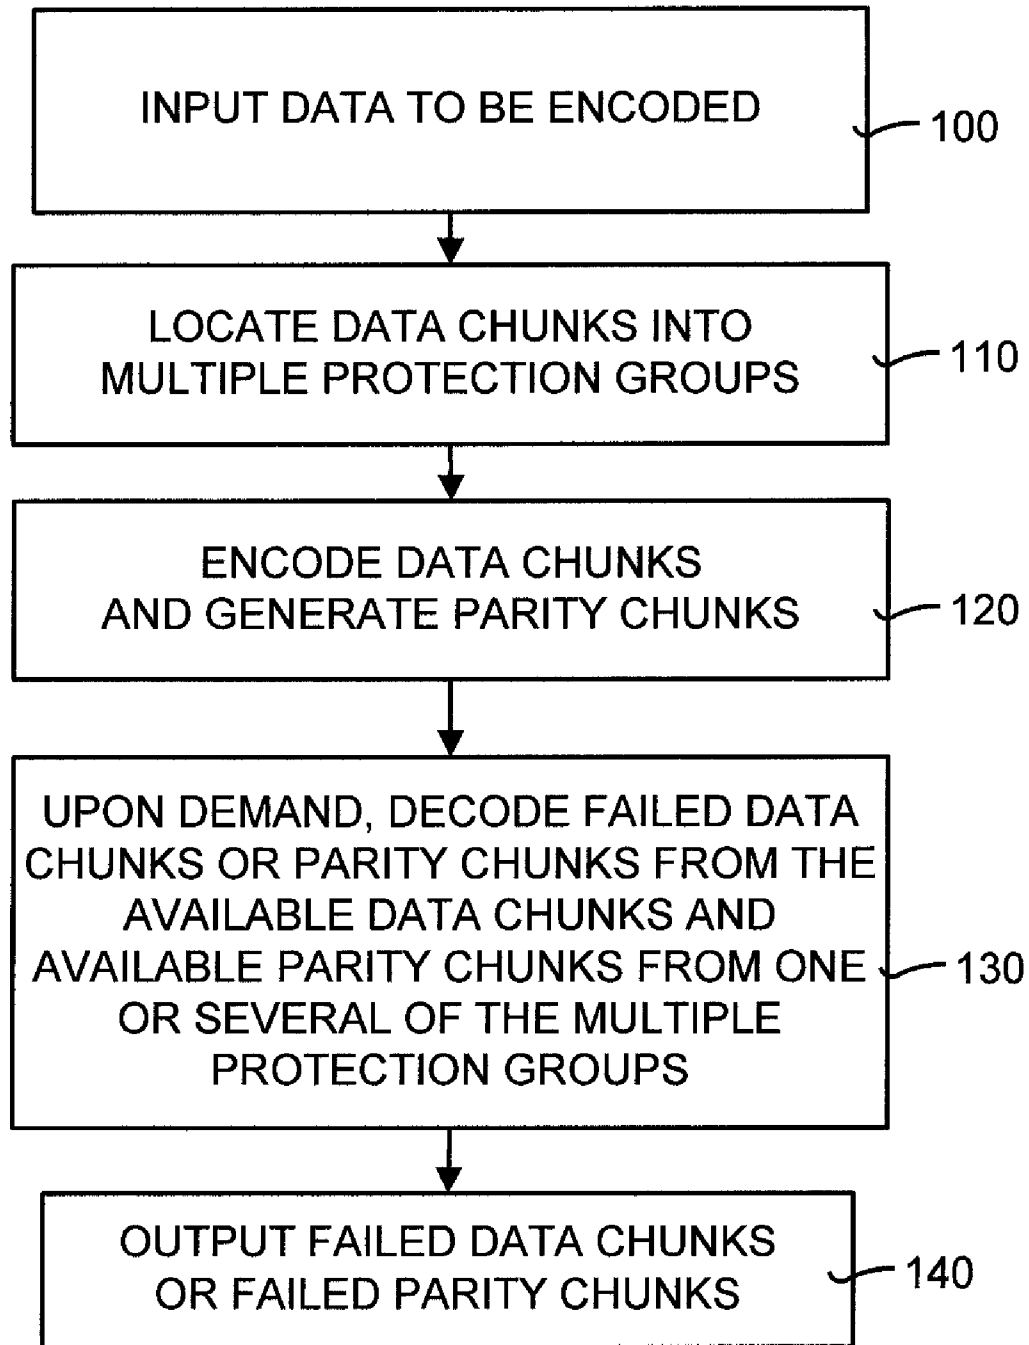 INPUT DATA TO BE ENCODED
100
LOCATE DATA CHUNKS INTO
MULTIPLE PROTECTION GROUPS
110
ENCODE DATA CHUNKS
AND GENERATE PARITY CHUNKS
120
UPON DEMAND, DECODE FAILED DATA
CHUNKS OR PARITY CHUNKS FROM THE
AVAILABLE DATA CHUNKS AND
AVAILABLE PARITY CHUNKS FROM ONE
OR SEVERAL OF THE MULTIPLE
PROTECTION GROUPS
130
OUTPUT FAILED DATA CHUNKS
OR FAILED PARITY CHUNKS
140